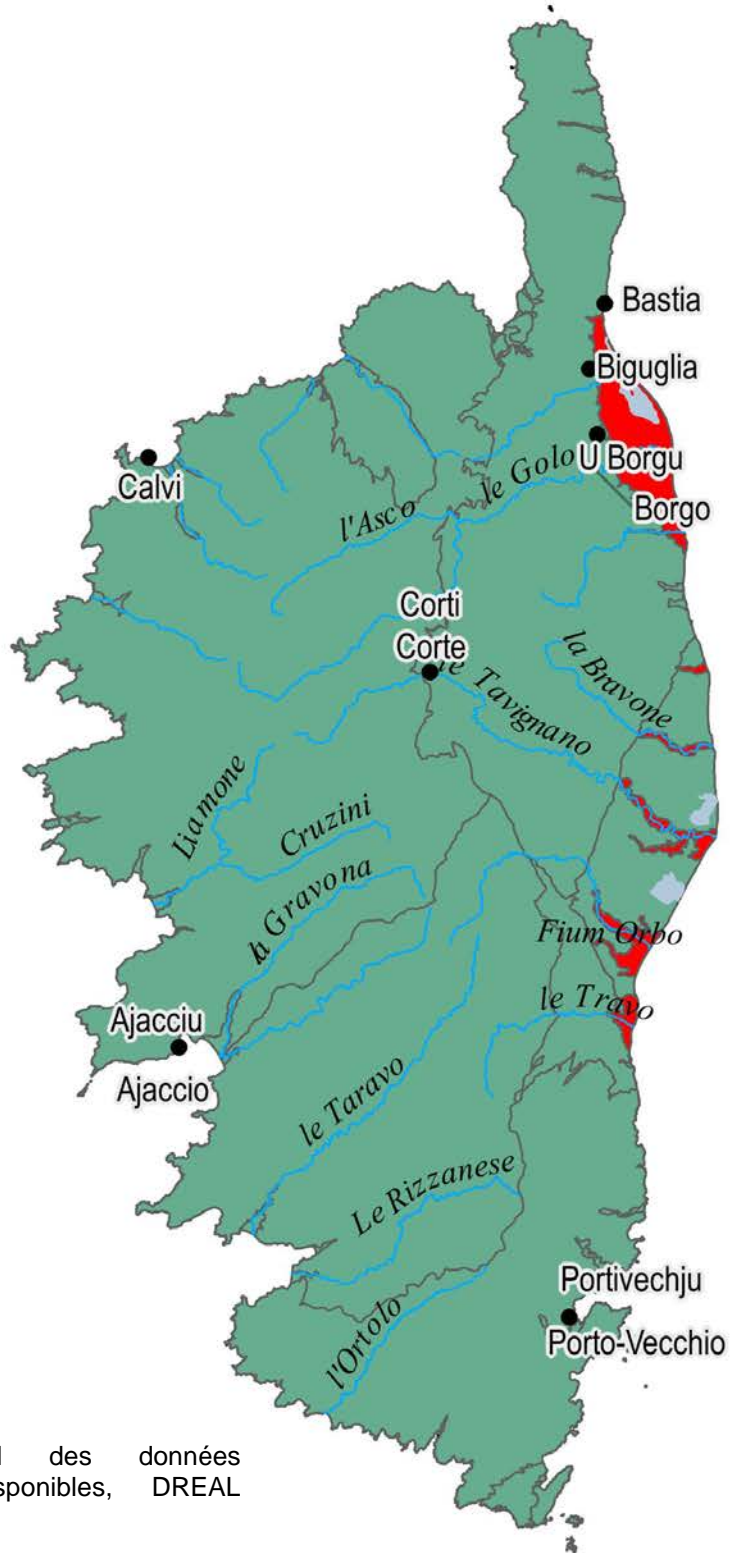 Bastia
Biguglia
U Borgu
Borgo
Calvi
le Golo
l'Asco
Corti
Corte
le Tavignano
la Bravone
Liamone
Cruzini
la Gravona
Fium Orbo
le Travo
Ajacciu
Ajaccio
le Taravo
Le Rizzanese
l'Ortolo
Portivechju
Porto-Vecchio
des données
DREAL